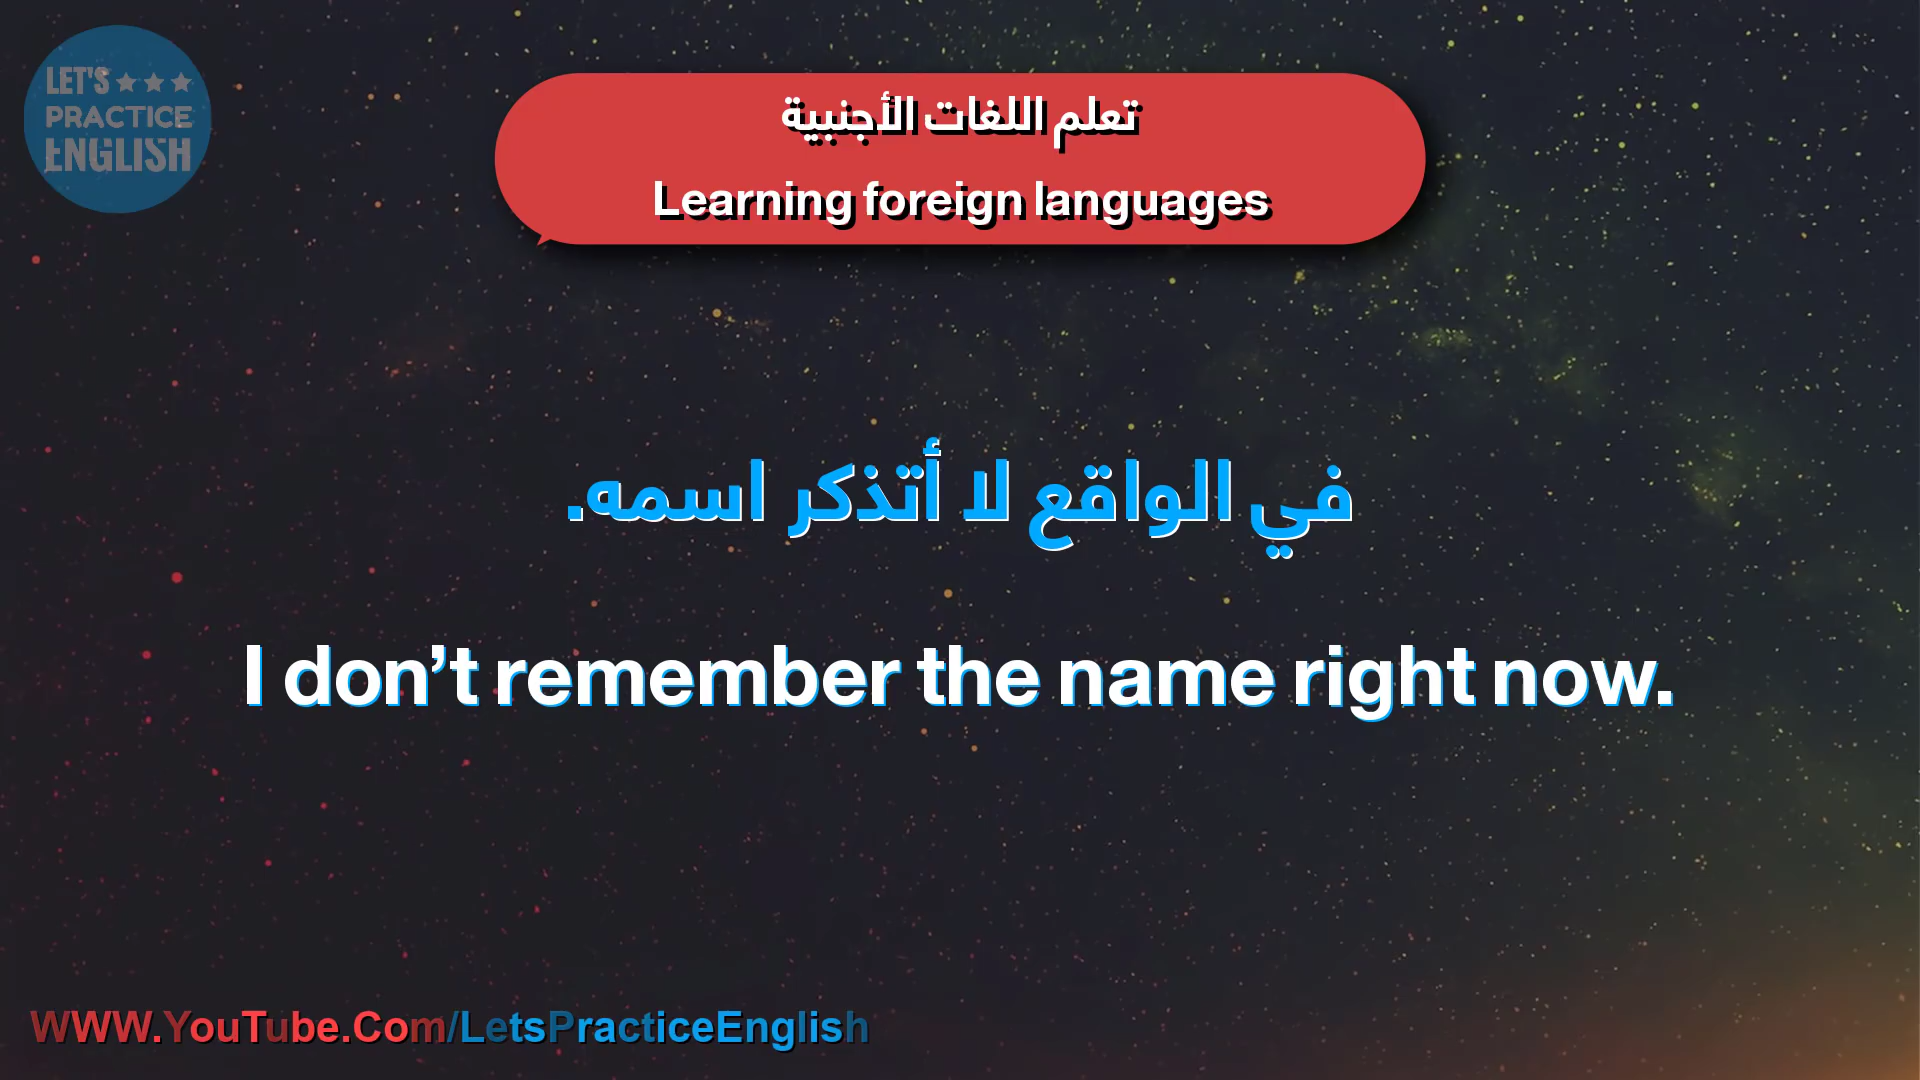 LET'S
PRACTICE
ENGLISH
تعلم اللغات الأجنبية
Learning foreign languages
في الواقع لا أتذكر اسمه.
I don’t remember the name right now.
WWW.YouTube.Com/LetsPracticeEnglish